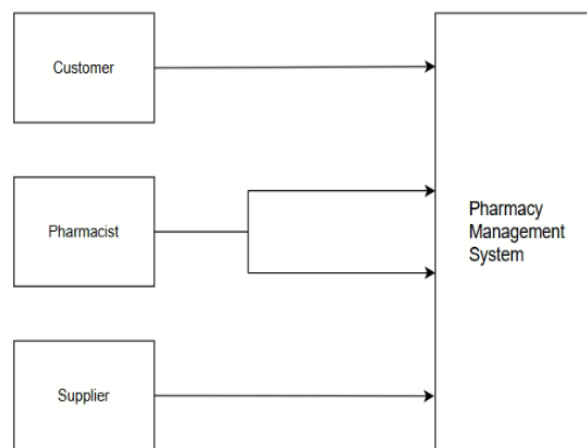 Customer
Pharmacist
Pharmacy
Management
System
Supplier